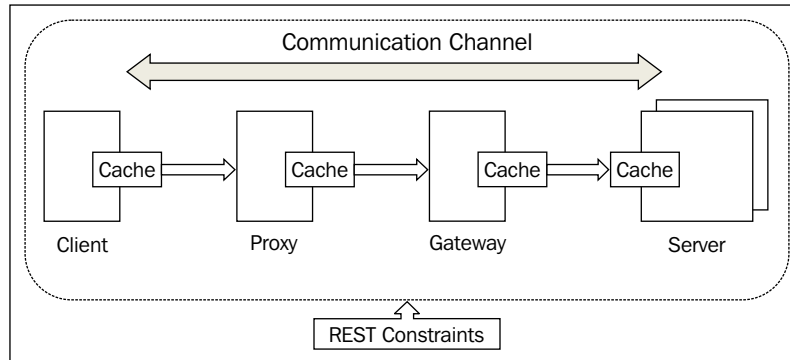 Communication Channel
Cache
Cache
Cache
Cache
Client
Proxy
Gateway
Server
REST Constraints